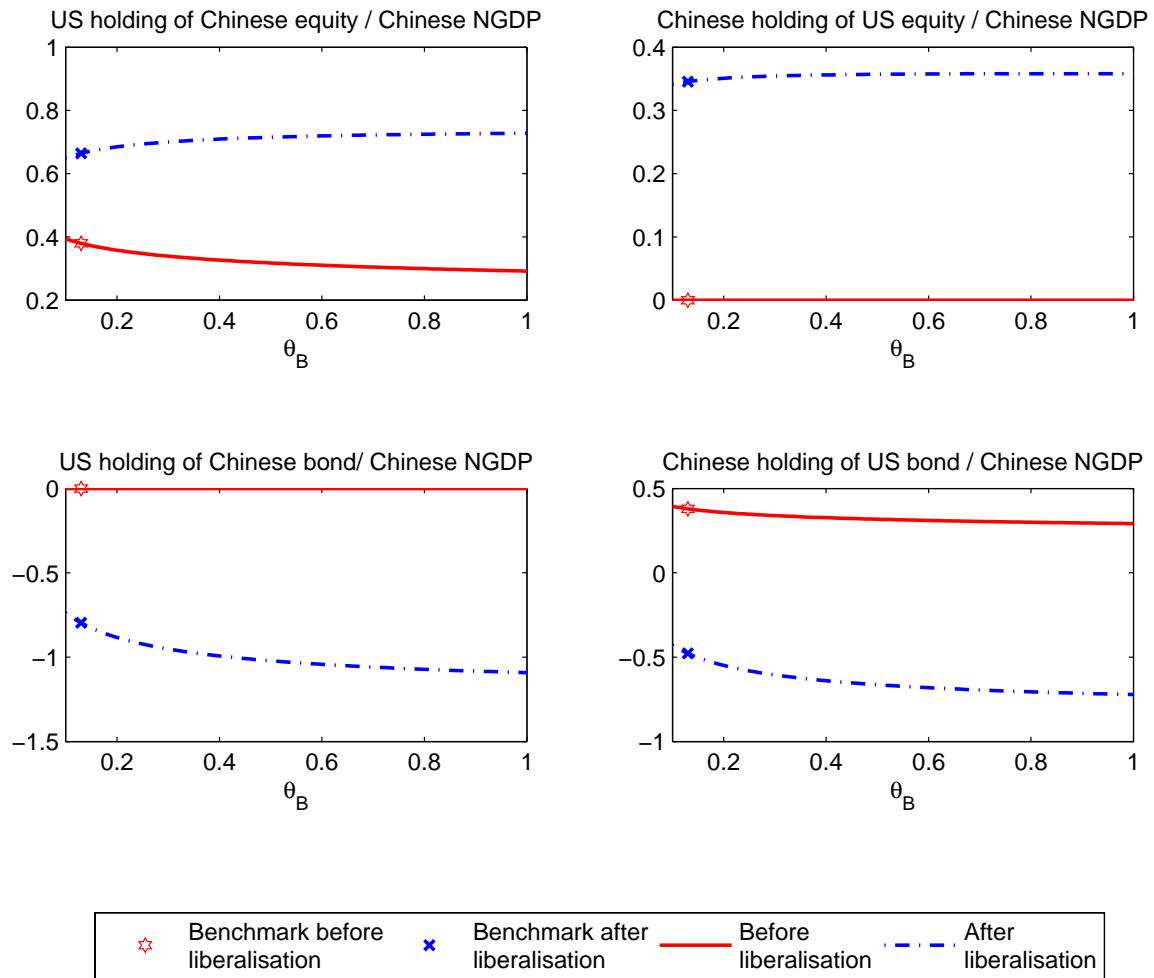 US holding of Chinese equity / Chinese NGDP
1
0.8
0.6
0.4
0.2
0.2 0.4 0.6 0.8 1
θB
Chinese holding of US equity / Chinese NGDP
0.4
0.3
0.2
0.1
0
0.2 0.4 0.6 0.8 1
θB
US holding of Chinese bond/ Chinese NGDP
0
−0.5
−1
−1.5
0.2 0.4 0.6 0.8 1
θB
Chinese holding of US bond / Chinese NGDP
0.5
0
−0.5
−1
0.2 0.4 0.6 0.8 1
θB
Benchmark before
liberalisation
Benchmark after
liberalisation
Before
liberalisation
After
liberalisation